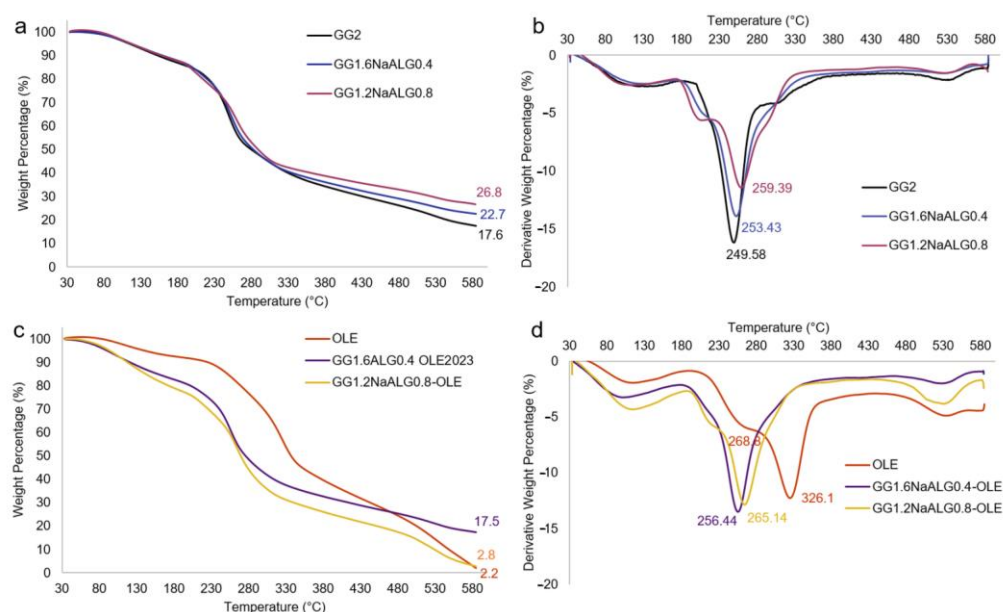 a
Weight Percentage (%)
100
90
80
70
60
50
40
30
20
10
0
GG2
GG1.6NaALG0.4
GG1.2NaALG0.8
26.8
22.7
17.6
30 80 130 180 230 280 330 380 430 480 530 580
Temperature (°C)
b
Temperature (°C)
30 80 130 180 230 280 330 380 430 480 530 580
Derivative Weight Percentage (%)
0
−5
−10
−15
−20
259.39
253.43
249.58
GG2
GG1.6NaALG0.4
GG1.2NaALG0.8
c
Weight Percentage (%)
100
90
80
70
60
50
40
30
20
10
0
OLE
GG1.6ALG0.4 OLE2023
GG1.2NaALG0.8-OLE
17.5
2.8
2.2
30 80 130 180 230 280 330 380 430 480 530 580
Temperature (°C)
d
Temperature (°C)
30 80 130 180 230 280 330 380 430 480 530 580
Derivative Weight Percentage (%)
0
−5
−10
−15
−20
268.8
326.1
256.44
265.14
OLE
GG1.6NaALG0.4-OLE
GG1.2NaALG0.8-OLE